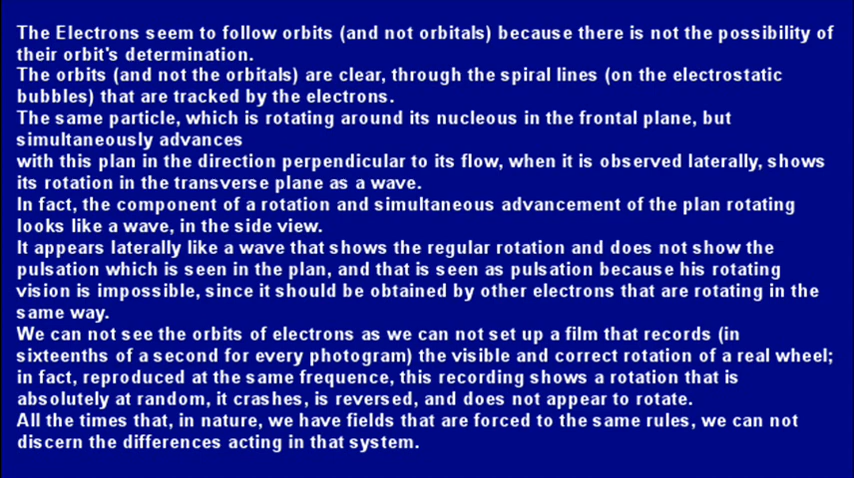 The Electrons seem to follow orbits (and not orbitals) because there is not the possibility of
their orbit's determination.
The orbits (and not the orbitals) are clear, through the spiral lines (on the electrostatic
bubbles) that are tracked by the electrons.
The same particle, which is rotating around its nucleous in the frontal plane, but
simultaneously advances
with this plan in the direction perpendicular to its flow, when it is observed laterally, shows
its rotation in the transverse plane as a wave.
In fact, the component of a rotation and simultaneous advancement of the plan rotating
looks like a wave, in the side view.
It appears laterally like a wave that shows the regular rotation and does not show the
pulsation which is seen in the plan, and that is seen as pulsation because his rotating
vision is impossible, since it should be obtained by other electrons that are rotating in the
same way.
We can not see the orbits of electrons as we can not set up a film that records (in
sixteenths of a second for every photogram) the visible and correct rotation of a real wheel;
in fact, reproduced at the same frequence, this recording shows a rotation that is
absolutely at random, it crashes, is reversed, and does not appear to rotate.
All the times that, in nature, we have fields that are forced to the same rules, we can not
discern the differences acting in that system.